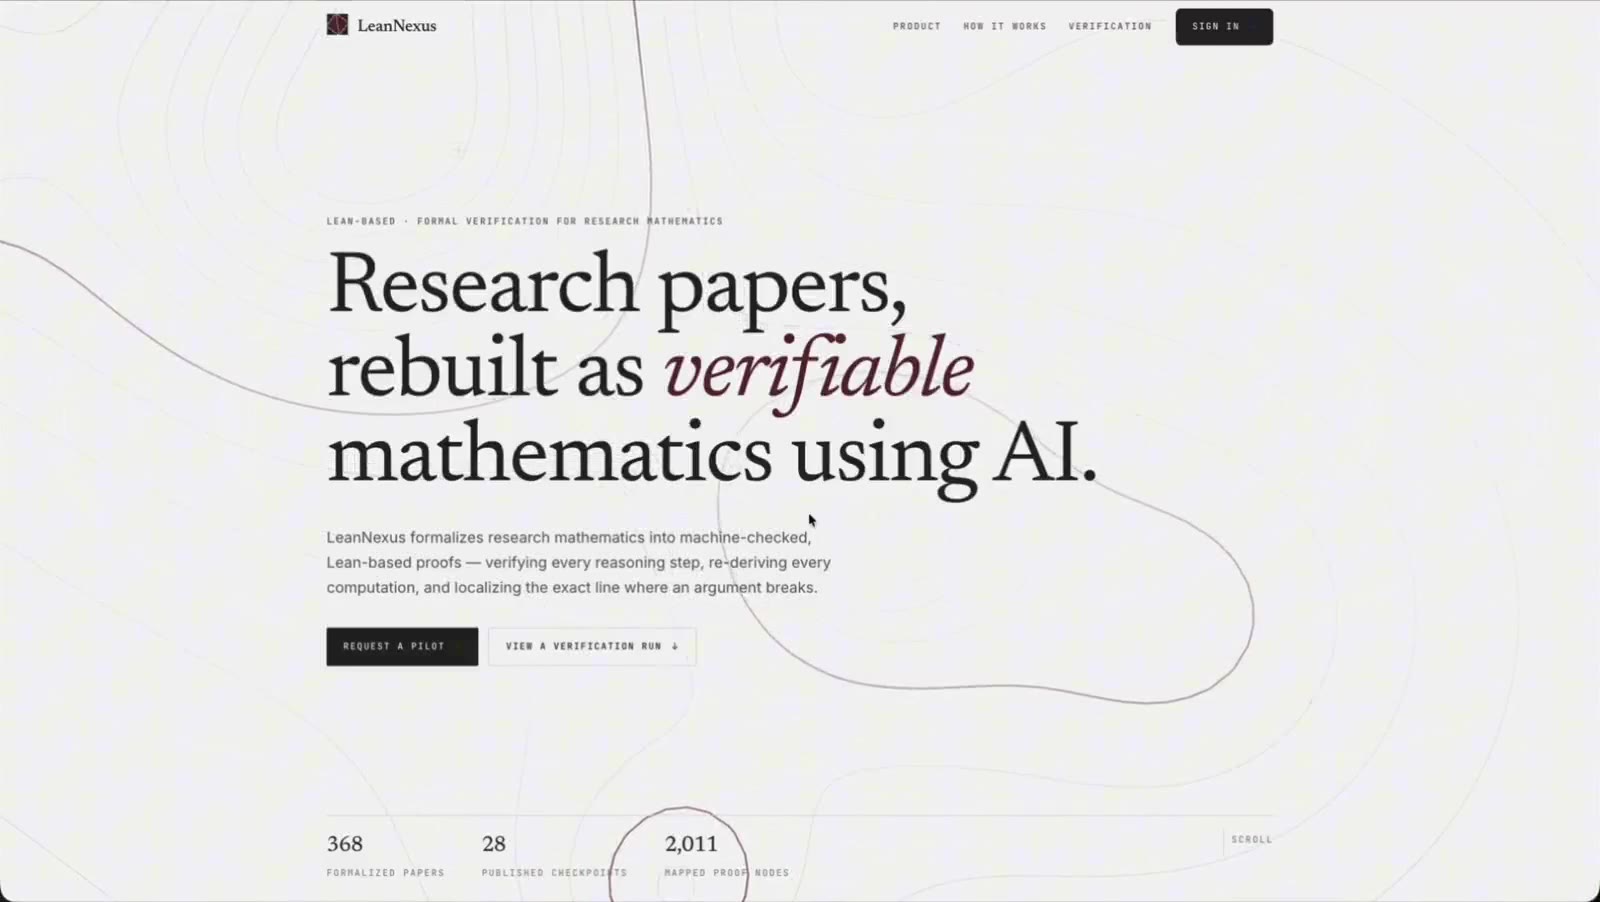 LeanNexus
PRODUCT HOW IT WORKS VERIFICATION SIGN IN
LEAN-BASED · FORMAL VERIFICATION FOR RESEARCH MATHEMATICS
Research papers,
rebuilt as verifiable
mathematics using AI.
LeanNexus formalizes research mathematics into machine-checked,
Lean-based proofs — verifying every reasoning step, re-deriving every
computation, and localizing the exact line where an argument breaks.
REQUEST A PILOT VIEW A VERIFICATION RUN ↓
368 28 2,011
SCROLL
FORMALIZED PAPERS PUBLISHED CHECKPOINTS MAPPED PROOF NODES